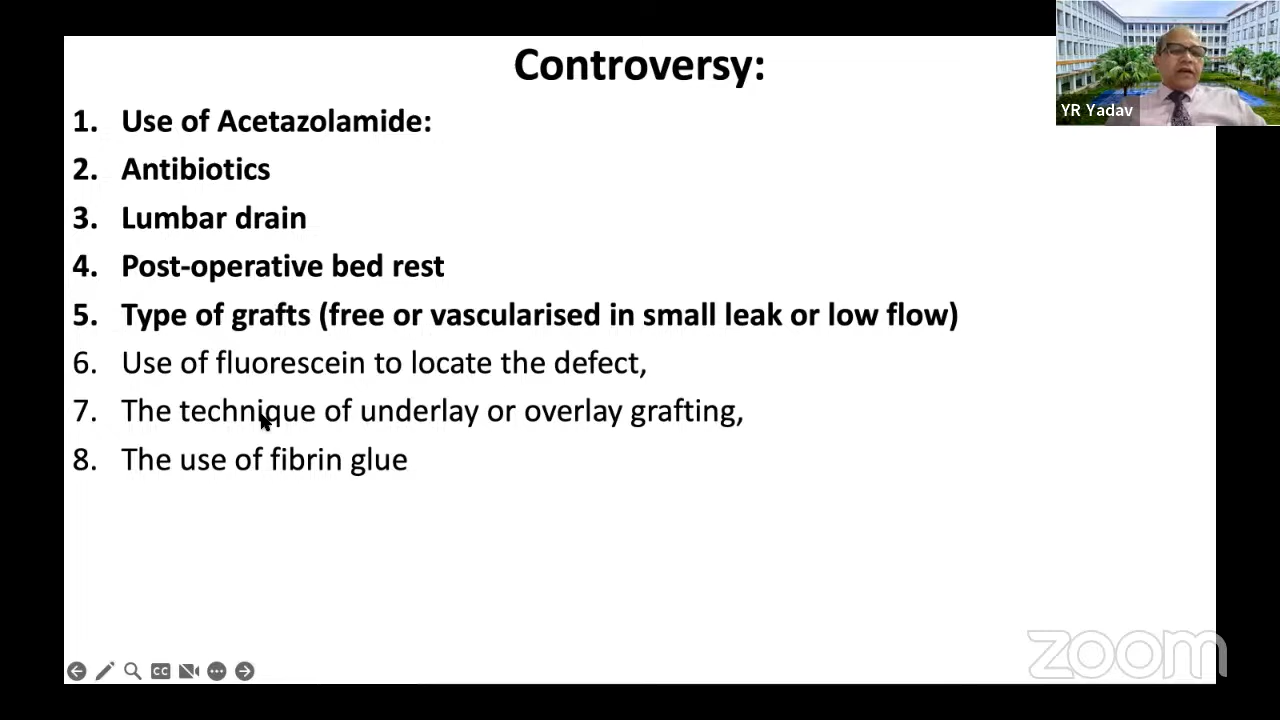 Controversy:
YR Yadav
1. Use of Acetazolamide:
2. Antibiotics
3. Lumbar drain
4. Post-operative bed rest
5. Type of grafts (free or vascularised in small leak or low flow)
6. Use of fluorescein to locate the defect,
7. The technique of underlay or overlay grafting,
8. The use of fibrin glue
CC
zoom